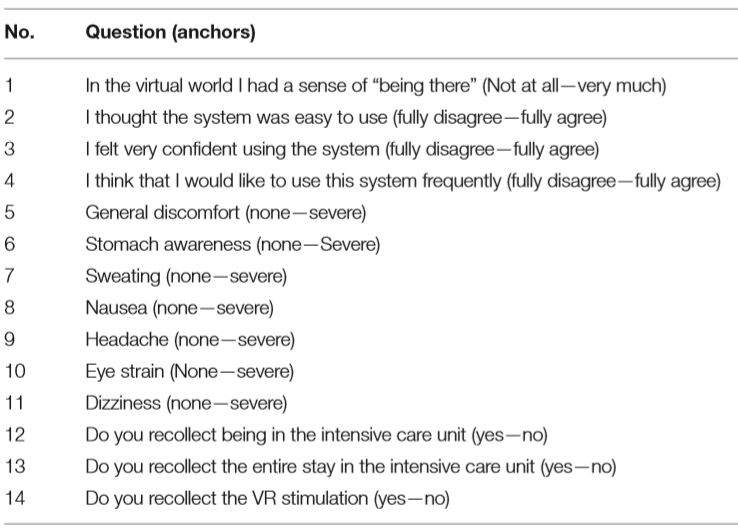 No. Question (anchors)
1 In the virtual world I had a sense of “being there” (Not at all—very much)
2 I thought the system was easy to use (fully disagree—fully agree)
3 I felt very confident using the system (fully disagree—fully agree)
4 I think that I would like to use this system frequently (fully disagree—fully agree)
5 General discomfort (none—severe)
6 Stomach awareness (none—Severe)
7 Sweating (none—severe)
8 Nausea (none—severe)
9 Headache (none—severe)
10 Eye strain (None—severe)
11 Dizziness (none—severe)
12 Do you recollect being in the intensive care unit (yes—no)
13 Do you recollect the entire stay in the intensive care unit (yes—no)
14 Do you recollect the VR stimulation (yes—no)